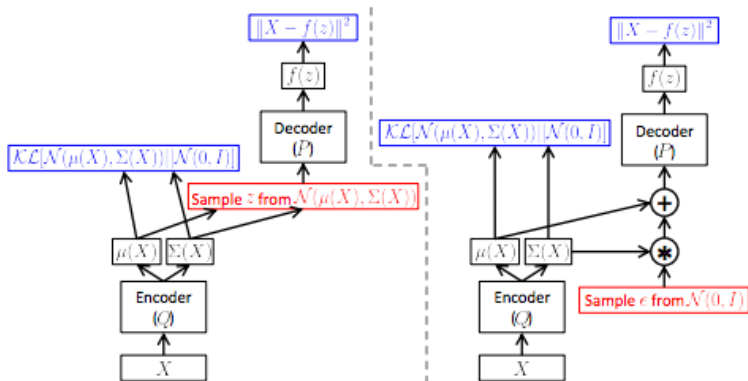 ‖X − f(z)‖²
f(z)
Decoder
(P)
𝒦ℒ[𝒩(μ(X), Σ(X))||𝒩(0, I)]
Sample z from 𝒩(μ(X), Σ(X))
μ(X) Σ(X)
Encoder
(Q)
X
‖X − f(z)‖²
f(z)
𝒦ℒ[𝒩(μ(X), Σ(X))||𝒩(0, I)]
Decoder
(P)
+
μ(X) Σ(X)
*
Encoder
(Q)
Sample ϵ from 𝒩(0, I)
X